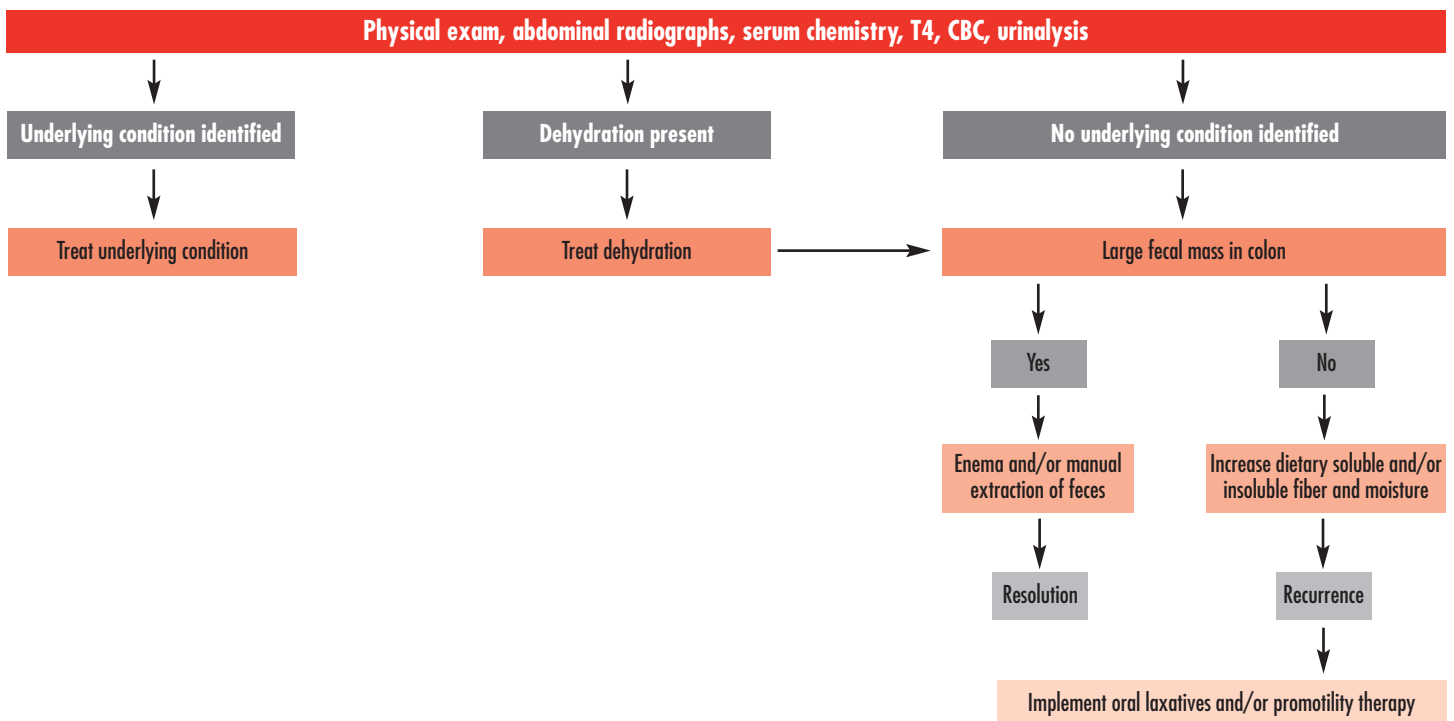 Physical exam, abdominal radiographs, serum chemistry, T4, CBC, urinalysis
Underlying condition identified
Dehydration present
No underlying condition identified
Treat underlying condition
Treat dehydration
Large fecal mass in colon
Yes
No
Enema and/or manual
extraction of feces
Increase dietary soluble and/or
insoluble fiber and moisture
Resolution
Recurrence
Implement oral laxatives and/or promotility therapy